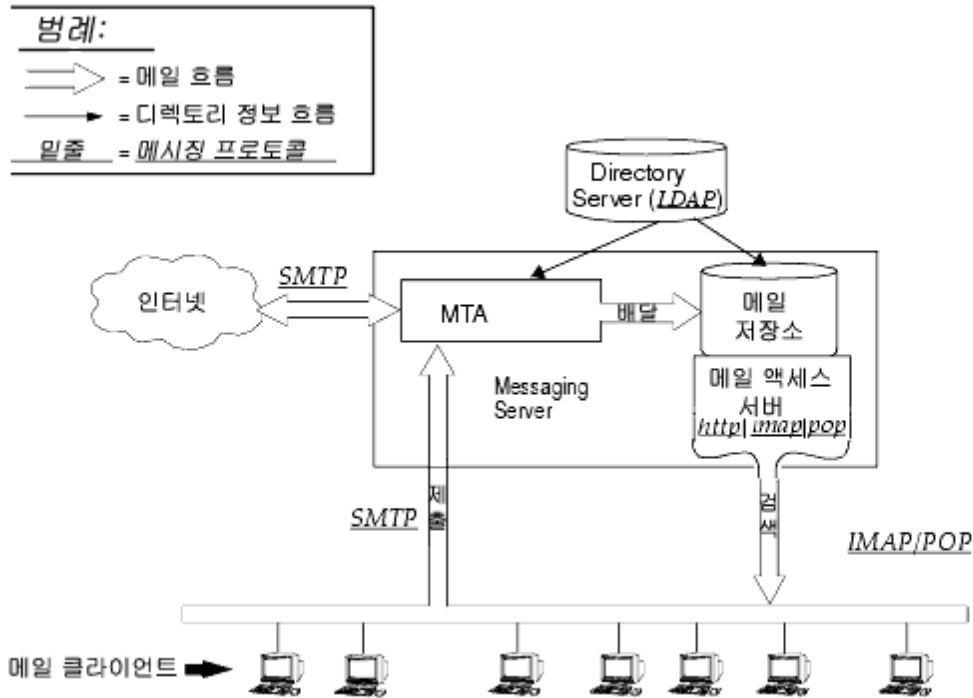 범례:
= 메일 흐름
= 디렉토리 정보 흐름
밑줄 = 메시징 프로토콜
Directory
Server (LDAP)
SMTP
인터넷
MTA
배달
메일
저장소
Messaging
Server
메일 액세스
서버
http| imap|pop|
SMTP
제출
검색
IMAP/POP
메일 클라이언트